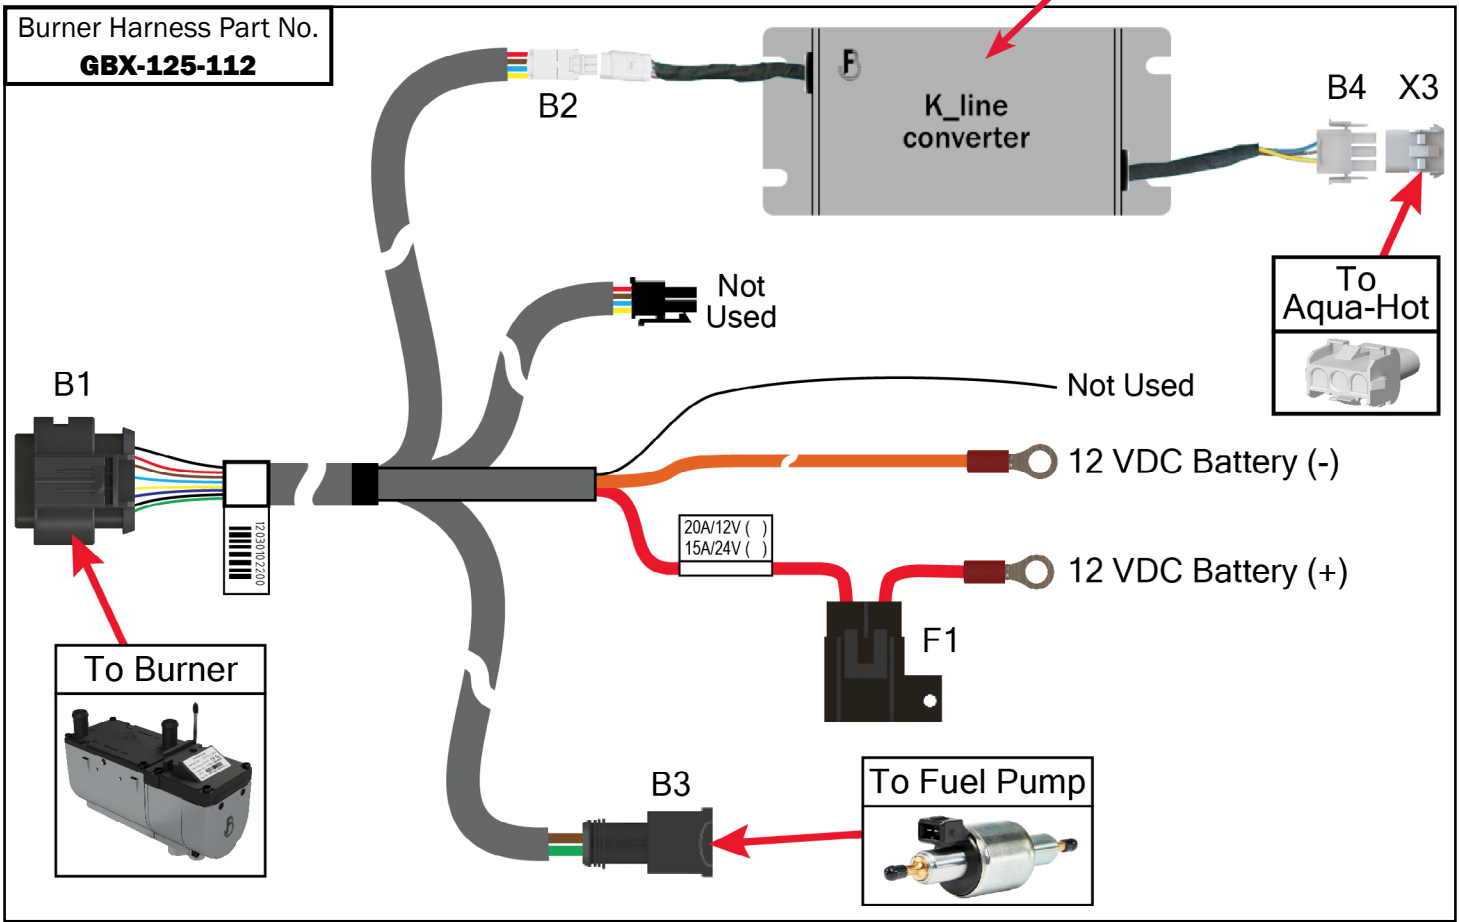 Burner Harness Part No.
GBX-125-112
B2
K_line
converter
B4
X3
To
Aqua-Hot
Not
Used
B1
Not Used
12 VDC Battery (-)
20A/12V ( )
15A/24V ( )
12 VDC Battery (+)
12030102200
F1
To Burner
B3
To Fuel Pump